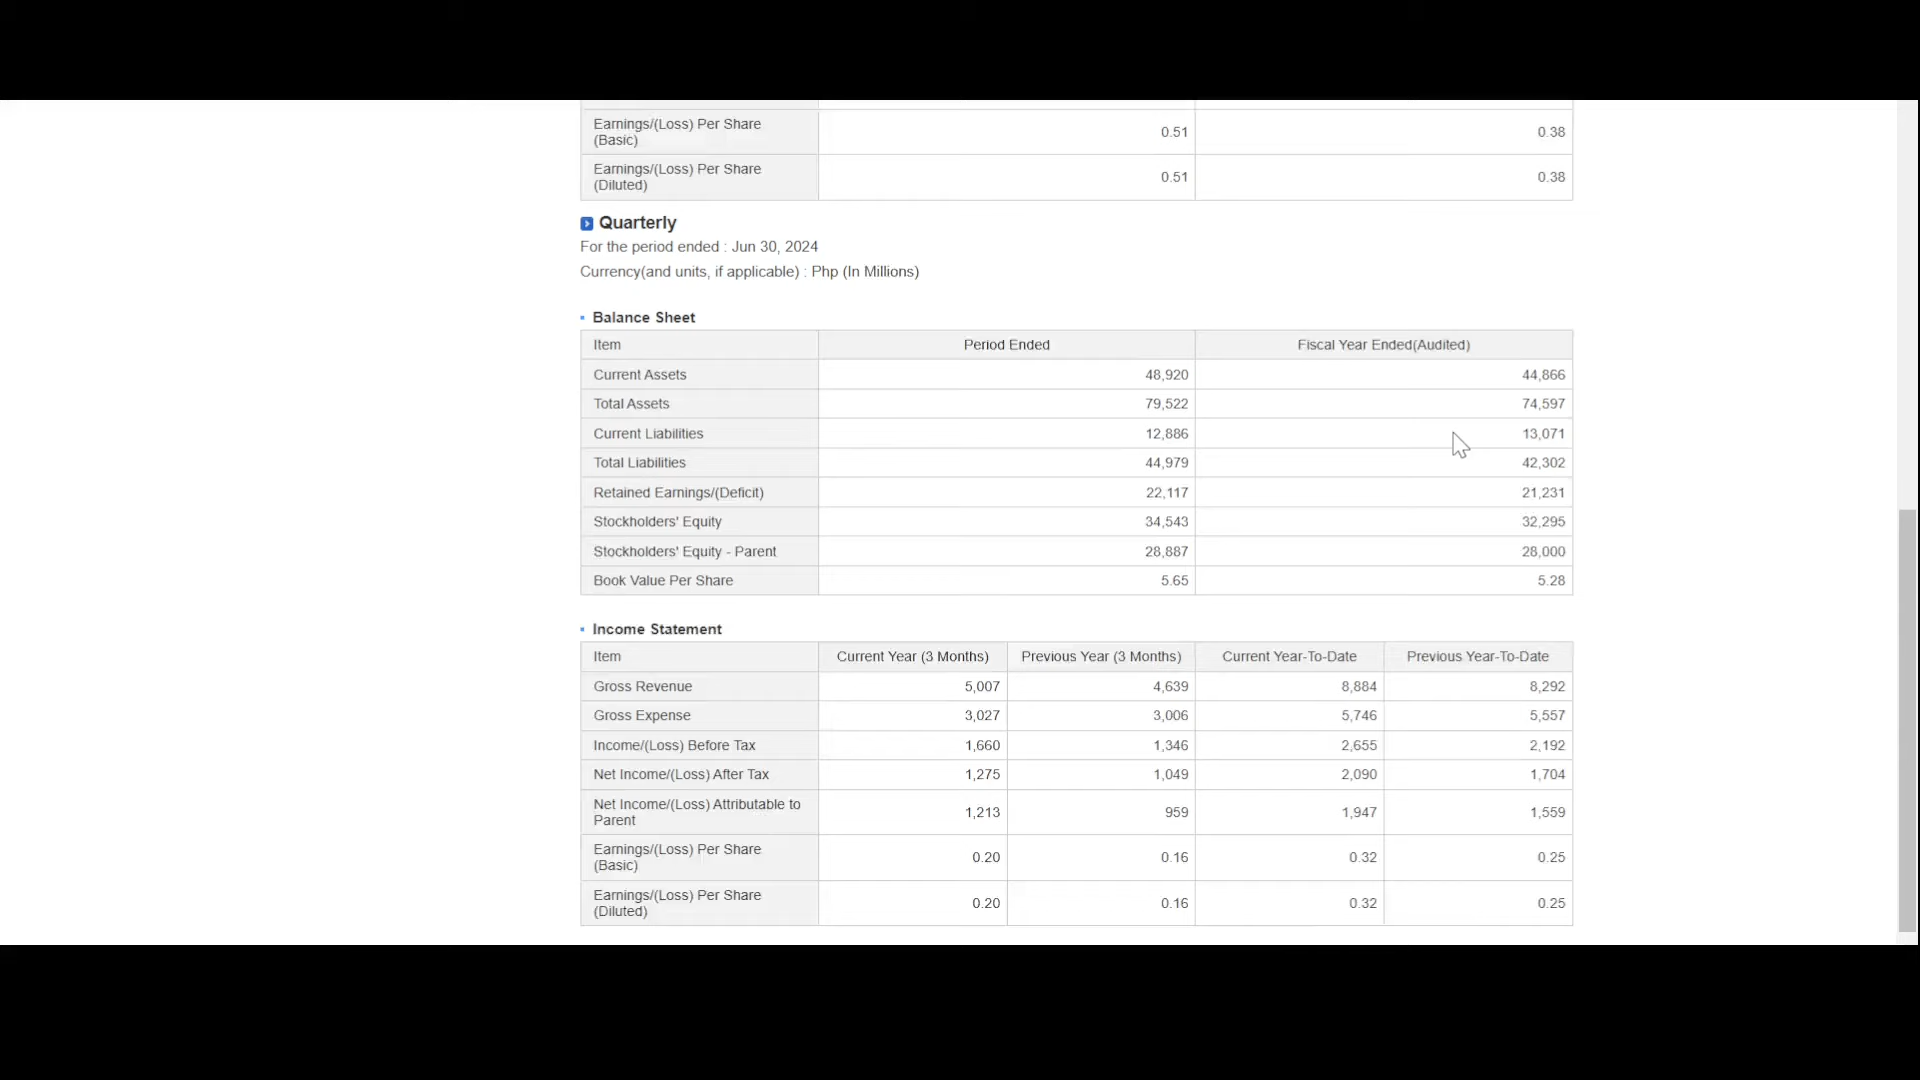 Earnings/(Loss) Per Share (Basic) 0.51 0.38
Earnings/(Loss) Per Share (Diluted) 0.51 0.38
Quarterly
For the period ended : Jun 30, 2024
Currency(and units, if applicable) : Php (In Millions)
Balance Sheet
Item Period Ended Fiscal Year Ended(Audited)
Current Assets 48,920 44,866
Total Assets 79,522 74,597
Current Liabilities 12,886 13,071
Total Liabilities 44,979 42,302
Retained Earnings/(Deficit) 22,117 21,231
Stockholders' Equity 34,543 32,295
Stockholders' Equity - Parent 28,887 28,000
Book Value Per Share 5.65 5.28
Income Statement
Item Current Year (3 Months) Previous Year (3 Months) Current Year-To-Date Previous Year-To-Date
Gross Revenue 5,007 4,639 8,884 8,292
Gross Expense 3,027 3,006 5,746 5,557
Income/(Loss) Before Tax 1,660 1,346 2,655 2,192
Net Income/(Loss) After Tax 1,275 1,049 2,090 1,704
Net Income/(Loss) Attributable to Parent 1,213 959 1,947 1,559
Earnings/(Loss) Per Share (Basic) 0.20 0.16 0.32 0.25
Earnings/(Loss) Per Share (Diluted) 0.20 0.16 0.32 0.25